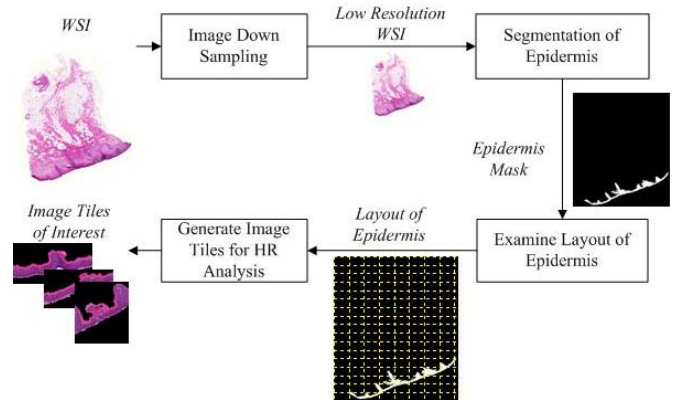 WSI
Image Down
Sampling
Low Resolution
WSI
Segmentation of
Epidermis
Epidermis
Mask
Examine Layout of
Epidermis
Layout of
Epidermis
Generate Image
Tiles for HR
Analysis
Image Tiles
of Interest